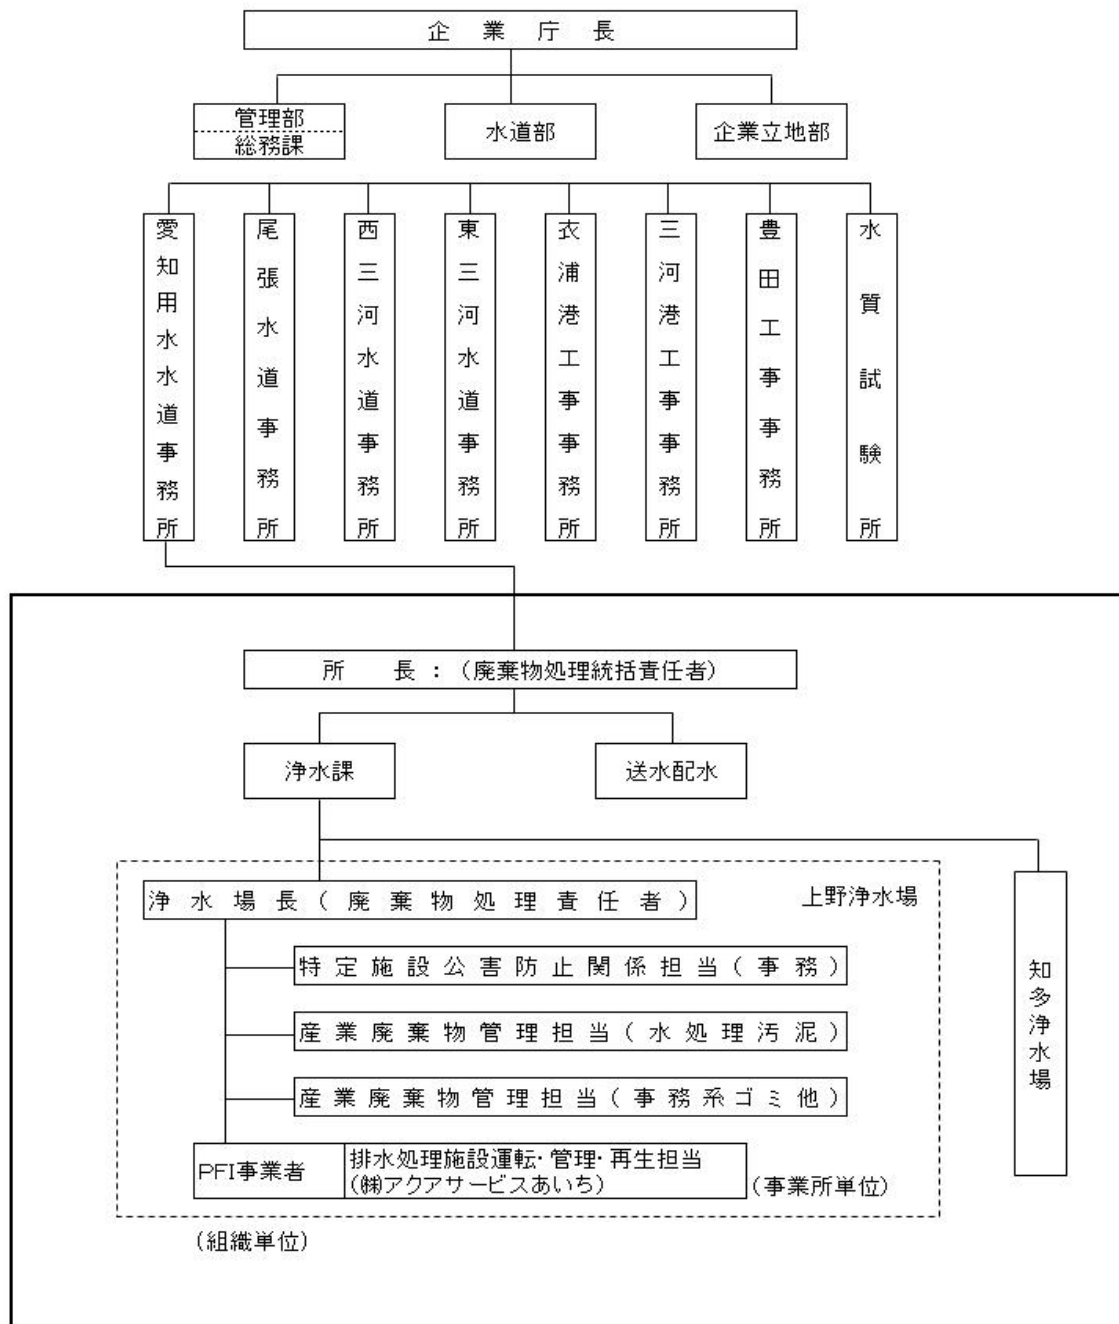 企業庁長
管理部
総務課
水道部
企業立地部
愛知用水水道事務所
尾張水道事務所
西三河水道事務所
東三河水道事務所
衣浦港工事事務所
三河港工事事務所
豊田工事事務所
水質試験所
所　長：（廃棄物処理統括責任者）
浄水課
送水配水
浄水場長（廃棄物処理責任者）
上野浄水場
特定施設公害防止関係担当（事務）
産業廃棄物管理担当（水処理汚泥）
産業廃棄物管理担当（事務系ゴミ他）
PFI事業者
排水処理施設運転・管理・再生担当
（㈱アクアサービスあいち）
（事業所単位）
知多浄水場
（組織単位）